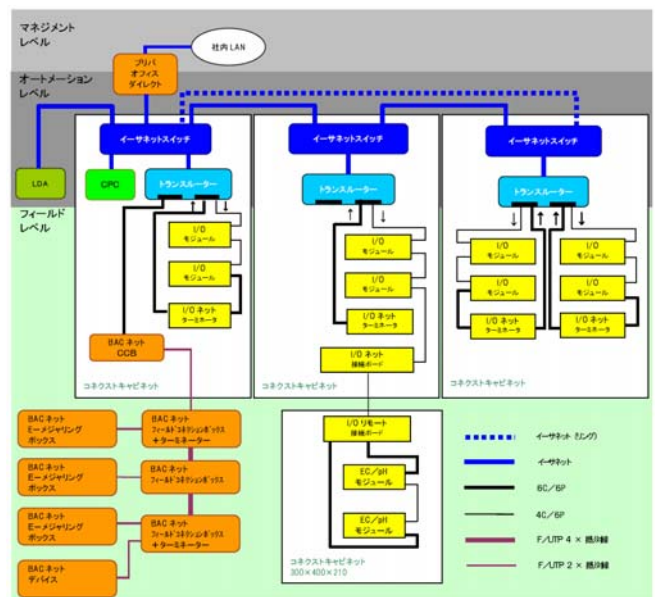 マネジメント
レベル
社内 LAN
プリバ
オフィス
ダイレクト
オートメーション
レベル
イーサネットスイッチ
イーサネットスイッチ
イーサネットスイッチ
LDA
CPC
トランスルーター
トランスルーター
トランスルーター
フィールド
レベル
I/O
モジュール
I/O
モジュール
I/O ネット
ターミネータ
I/O
モジュール
I/O
モジュール
I/O ネット
ターミネータ
I/O ネット
接続ボード
I/O
モジュール
I/O
モジュール
I/O
モジュール
I/O
モジュール
I/O ネット
ターミネータ
I/O ネット
ターミネータ
BAC ネット
CCB
コネクストキャビネット
コネクストキャビネット
コネクストキャビネット
BAC ネット
E-メジャリング
ボックス
BAC ネット
フィールドコネクションボックス
+ターミネーター
BAC ネット
E-メジャリング
ボックス
BAC ネット
フィールドコネクションボックス
BAC ネット
E-メジャリング
ボックス
BAC ネット
フィールドコネクションボックス
+ターミネーター
BAC ネット
デバイス
I/O リモート
接続ボード
EC/pH
モジュール
EC/pH
モジュール
コネクストキャビネット
300×400×210
イーサネット (リング)
イーサネット
6C/6P
4C/6P
F/UTP 4 ×
F/UTP 2 ×